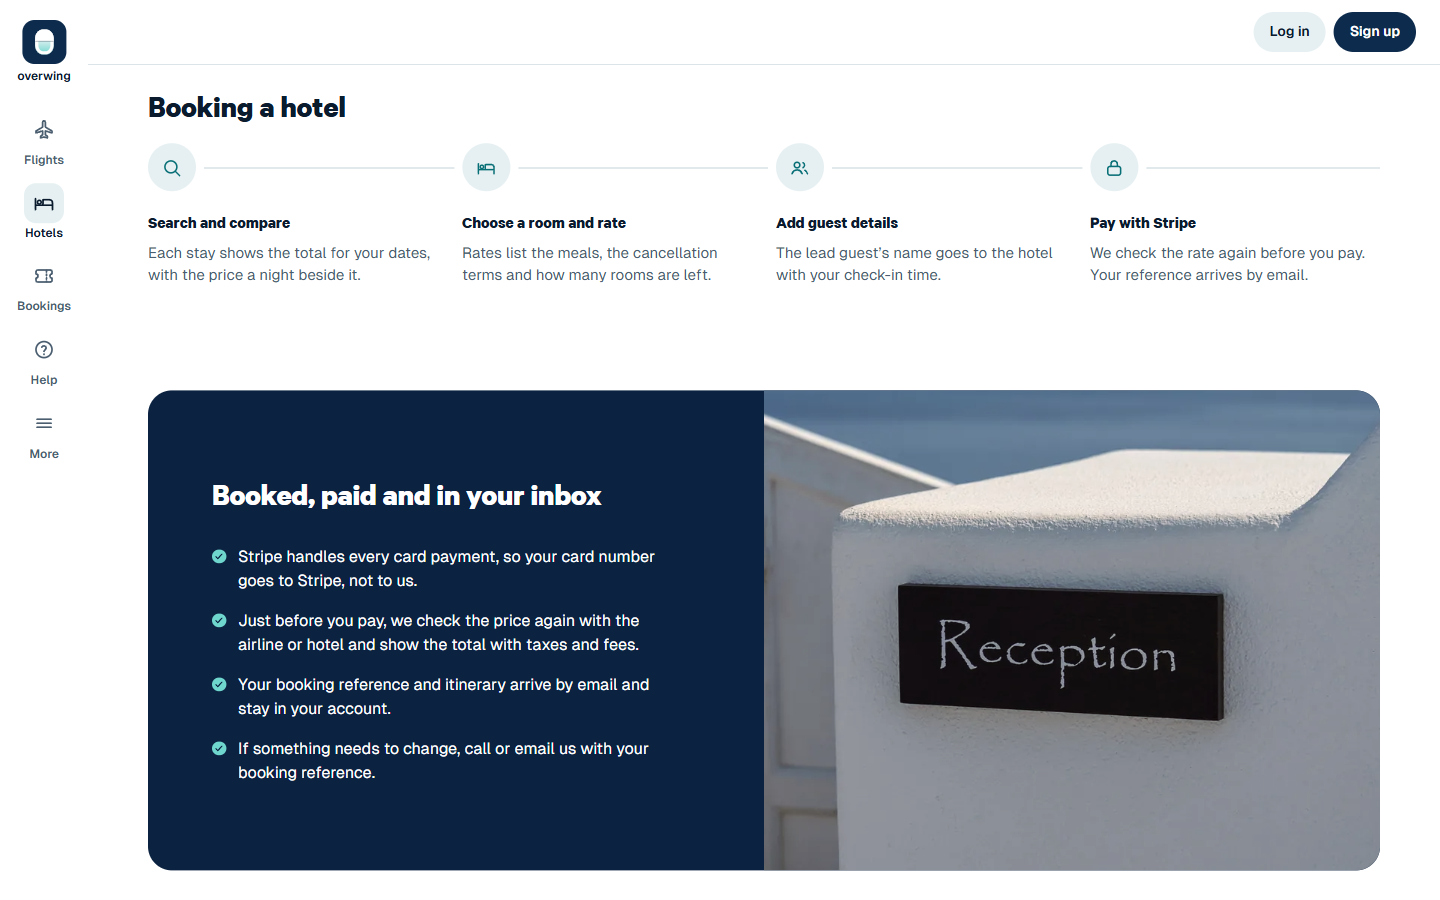 overwing
Flights
Hotels
Bookings
Help
More
Log in
Sign up
Booking a hotel
Search and compare
Each stay shows the total for your dates,
with the price a night beside it.
Choose a room and rate
Rates list the meals, the cancellation
terms and how many rooms are left.
Add guest details
The lead guest's name goes to the hotel
with your check-in time.
Pay with Stripe
We check the rate again before you pay.
Your reference arrives by email.
Booked, paid and in your inbox
Stripe handles every card payment, so your card number
goes to Stripe, not to us.
Just before you pay, we check the price again with the
airline or hotel and show the total with taxes and fees.
Your booking reference and itinerary arrive by email and
stay in your account.
If something needs to change, call or email us with your
booking reference.
Reception